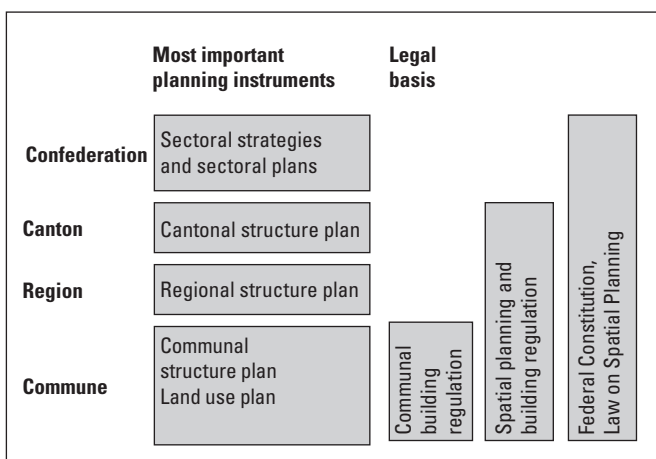 Most important
planning instruments
Legal
basis
Confederation
Sectoral strategies
and sectoral plans
Canton
Cantonal structure plan
Region
Regional structure plan
Commune
Communal
structure plan
Land use plan
Communal
building
regulation
Spatial planning and
building regulation
Federal Constitution,
Law on Spatial Planning